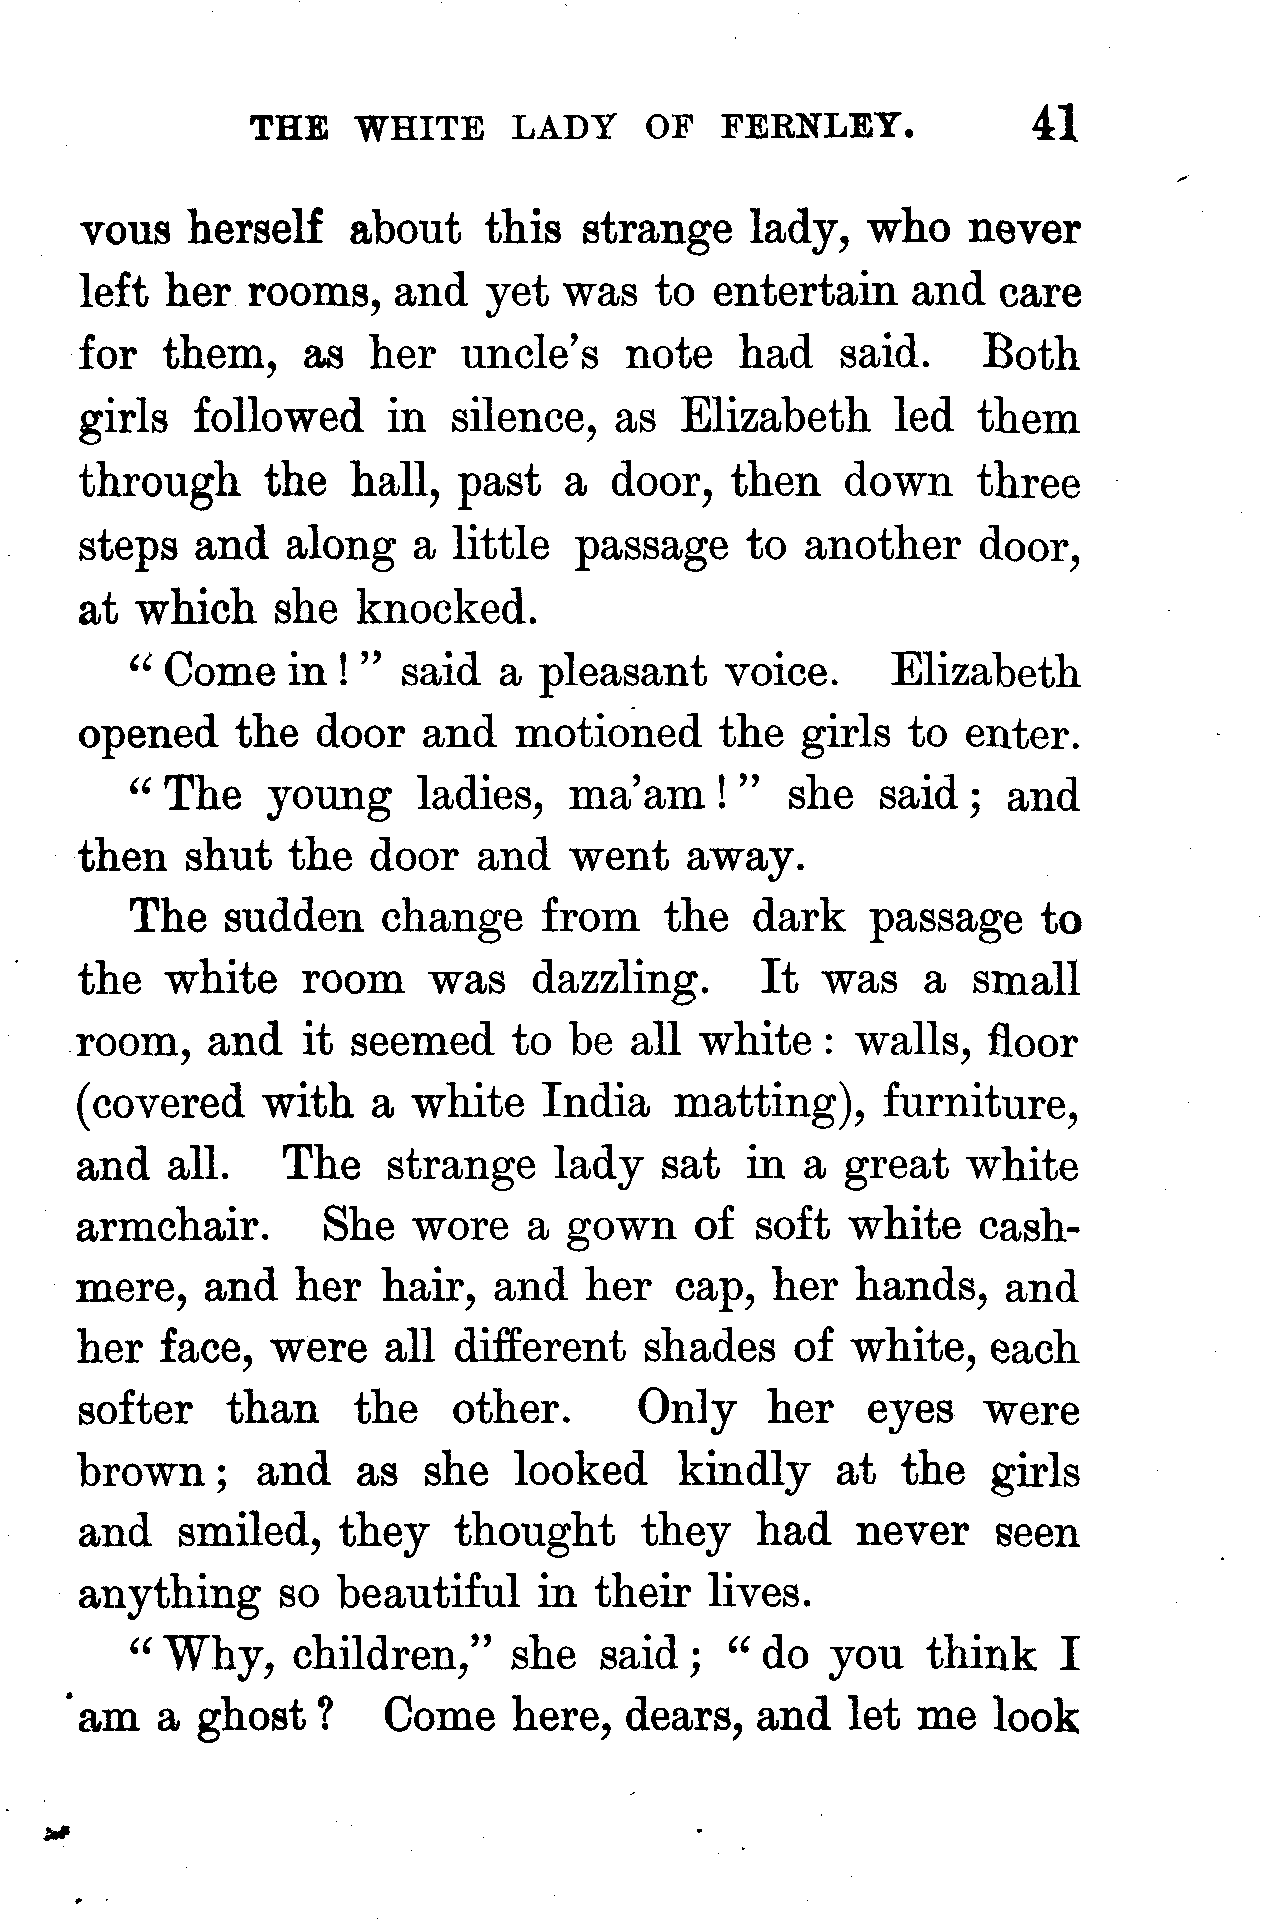 THE WHITE LADY OF FERNLEY. 41
vous herself about this strange lady, who never
left her rooms, and yet was to entertain and care
for them, as her uncle's note had said. Both
girls followed in silence, as Elizabeth led them
through the hall, past a door, then down three
steps and along a little passage to another door,
at which she knocked.
“Come in!” said a pleasant voice. Elizabeth
opened the door and motioned the girls to enter.
“The young ladies, ma'am!” she said; and
then shut the door and went away.
The sudden change from the dark passage to
the white room was dazzling. It was a small
room, and it seemed to be all white: walls, floor
(covered with a white India matting), furniture,
and all. The strange lady sat in a great white
armchair. She wore a gown of soft white cash-
mere, and her hair, and her cap, her hands, and
her face, were all different shades of white, each
softer than the other. Only her eyes were
brown; and as she looked kindly at the girls
and smiled, they thought they had never seen
anything so beautiful in their lives.
“Why, children,” she said; “do you think I
am a ghost? Come here, dears, and let me look